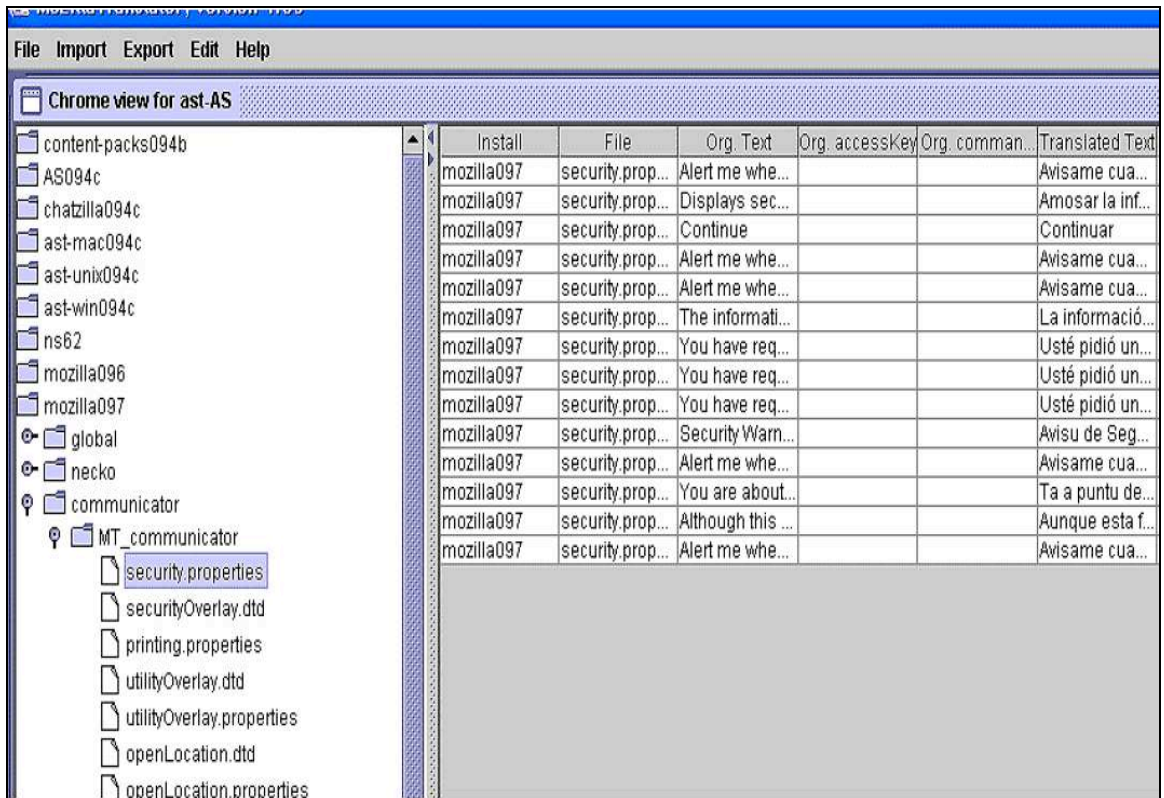 File Import Export Edit Help
Chrome view for ast-AS
content-packs094b
AS094c
chatzilla094c
ast-mac094c
ast-unix094c
ast-win094c
ns62
mozilla096
mozilla097
global
necko
communicator
MT_communicator
security.properties
securityOverlay.dtd
printing.properties
utilityOverlay.dtd
utilityOverlay.properties
openLocation.dtd
openLocation.properties
Install File Org. Text Org. accessKey Org. comman... Translated Text
mozilla097 security.prop... Alert me whe... Avisame cua...
mozilla097 security.prop... Displays sec... Amosar la inf...
mozilla097 security.prop... Continue Continuar
mozilla097 security.prop... Alert me whe... Avisame cua...
mozilla097 security.prop... Alert me whe... Avisame cua...
mozilla097 security.prop... The informati... La informació...
mozilla097 security.prop... You have req... Usté pidió un...
mozilla097 security.prop... You have req... Usté pidió un...
mozilla097 security.prop... You have req... Usté pidió un...
mozilla097 security.prop... Security Warn... Avisu de Seg...
mozilla097 security.prop... Alert me whe... Avisame cua...
mozilla097 security.prop... You are about... Ta a puntu de...
mozilla097 security.prop... Although this ... Aunque esta f...
mozilla097 security.prop... Alert me whe... Avisame cua...